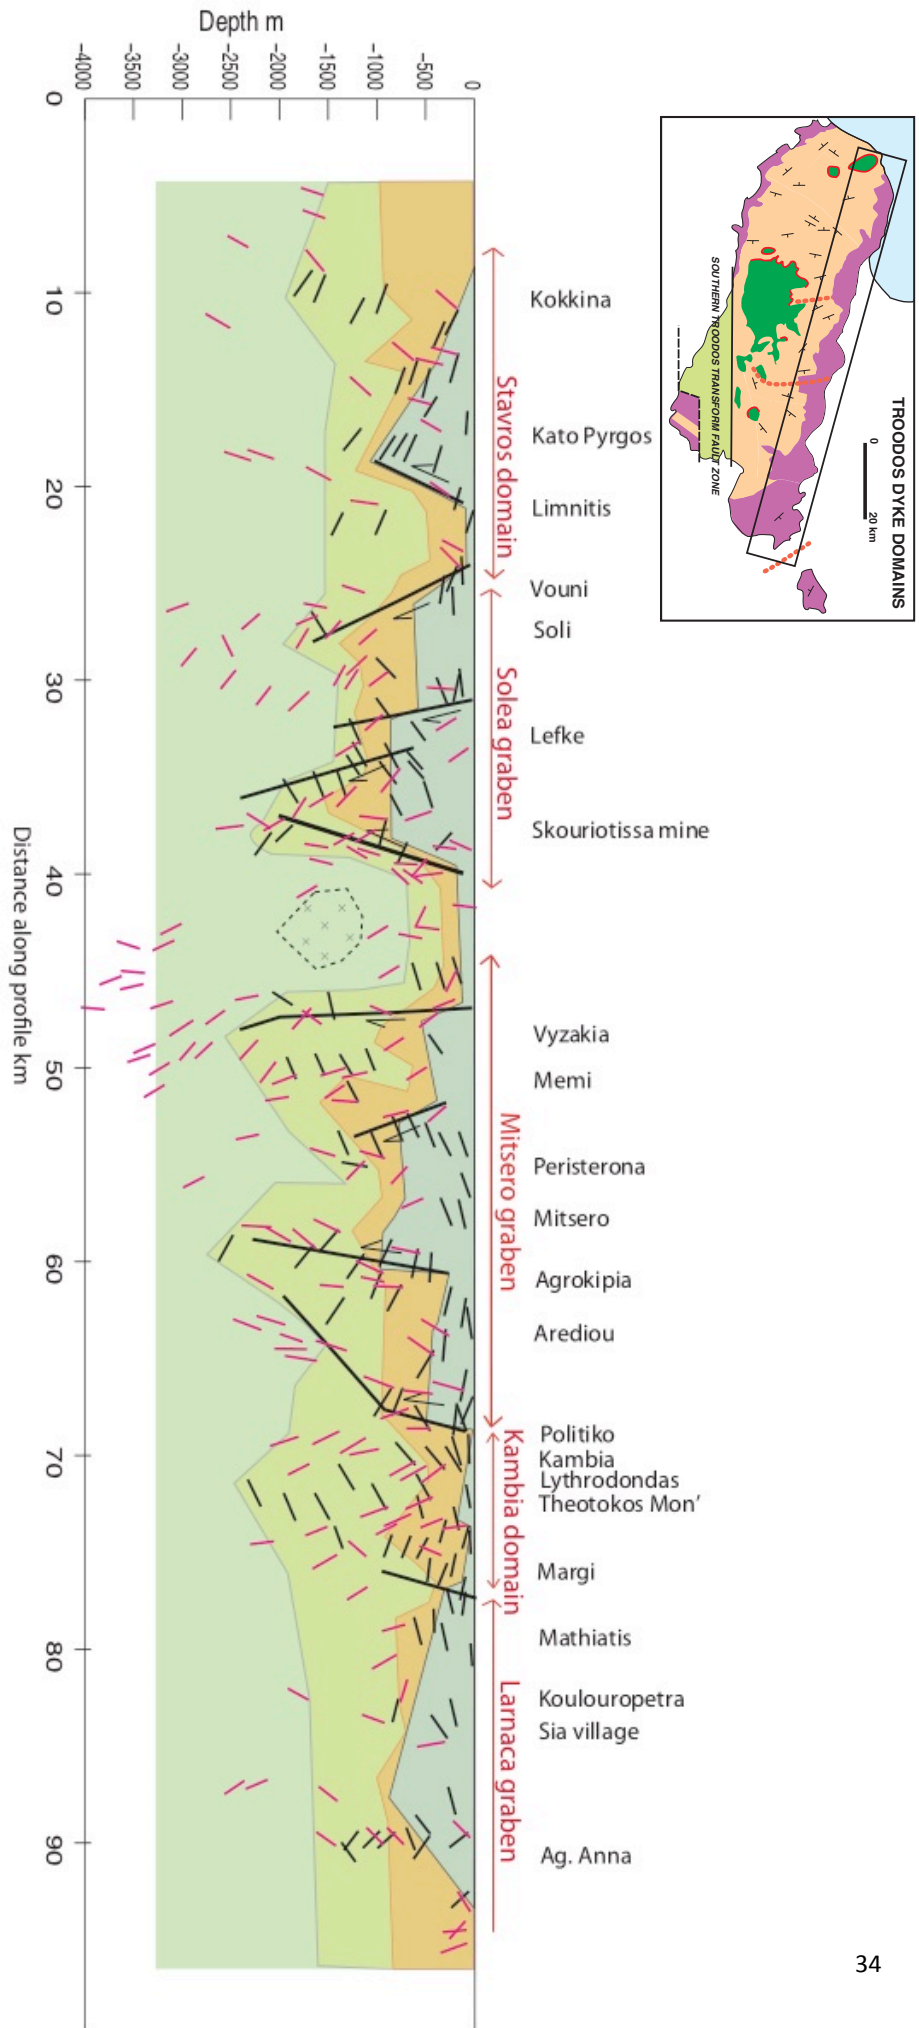 Depth m
-4000
-3500
-3000
-2500
-2000
-1500
-1000
-500
0
0
10
20
30
40
50
60
70
80
90
Distance along profile km
TROODOS DYKE DOMAINS
0
20 km
SOUTHERN TROODOS TRANSFORM FAULT ZONE
Stavros domain
Solea graben
Mitsero graben
Kambia domain
Larnaca graben
Kokkina
Kato Pyrgos
Limnitis
Vouni
Soli
Lefke
Skouriotissa mine
Vyzakia
Memi
Peristerona
Mitsero
Agrokipia
Arediou
Politiko
Kambia
Lythrodondas
Theotokos Mon’
Margi
Mathiatis
Koulouropetra
Sia village
Ag. Anna
34